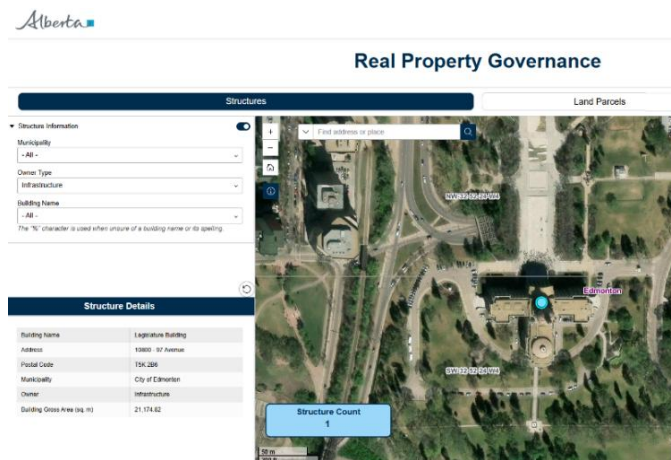 Alberta
Real Property Governance
Structures
Land Parcels
Structure Information
Municipality
- All -
Owner Type
Infrastructure
Building Name
- All -
The "%" character is used when unsure of a building name or its spelling.
Structure Details
Building Name Legislature Building
Address 10800 - 97 Avenue
Postal Code T5K 2B6
Municipality City of Edmonton
Owner Infrastructure
Building Gross Area (sq. m) 21,174.62
+
Find address or place
−
NW-32-52-24-W4
Edmonton
SW-32-52-24-W4
Structure Count
1
50 m